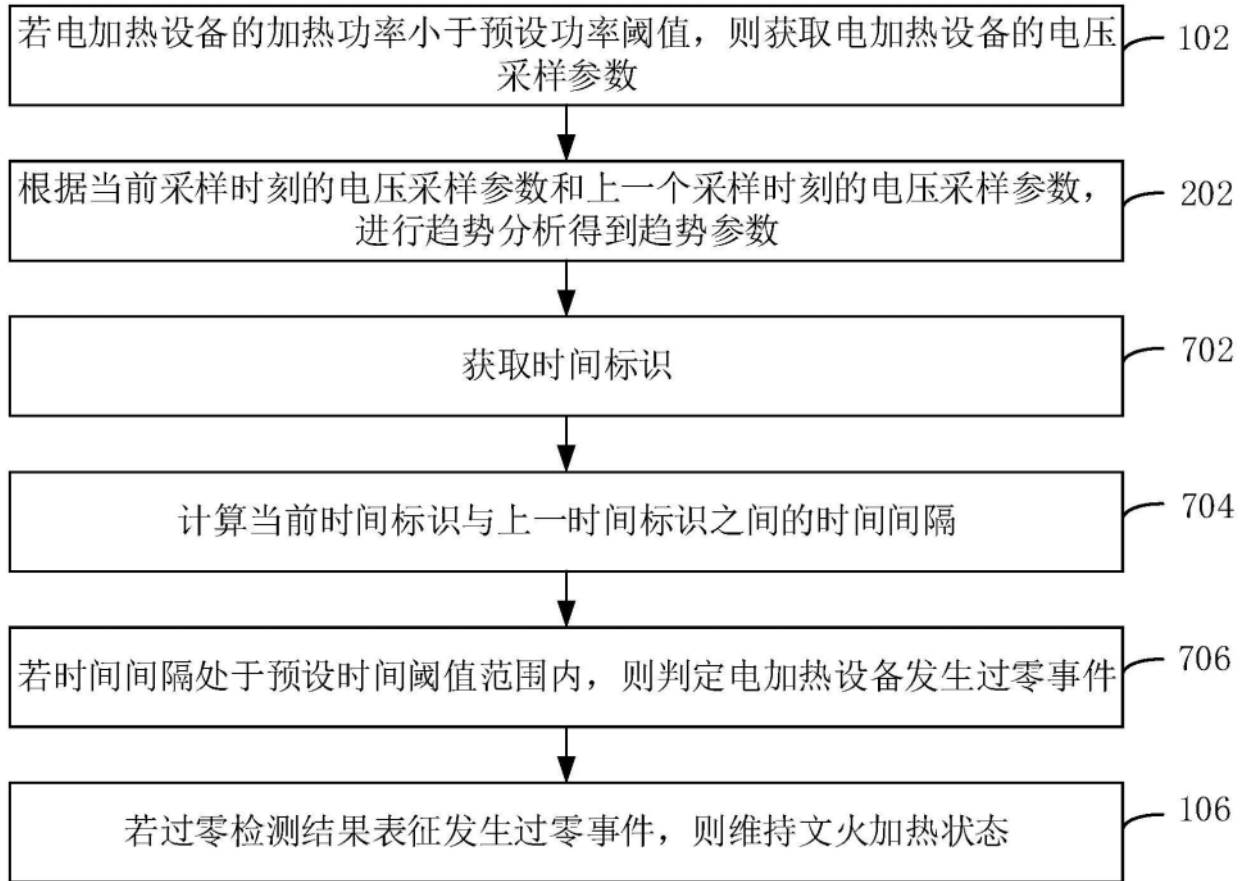 若电加热设备的加热功率小于预设功率阈值，则获取电加热设备的电压
采样参数
102
根据当前采样时刻的电压采样参数和上一个采样时刻的电压采样参数，
进行趋势分析得到趋势参数
202
获取时间标识
702
计算当前时间标识与上一时间标识之间的时间间隔
704
若时间间隔处于预设时间阈值范围内，则判定电加热设备发生过零事件
706
若过零检测结果表征发生过零事件，则维持文火加热状态
106